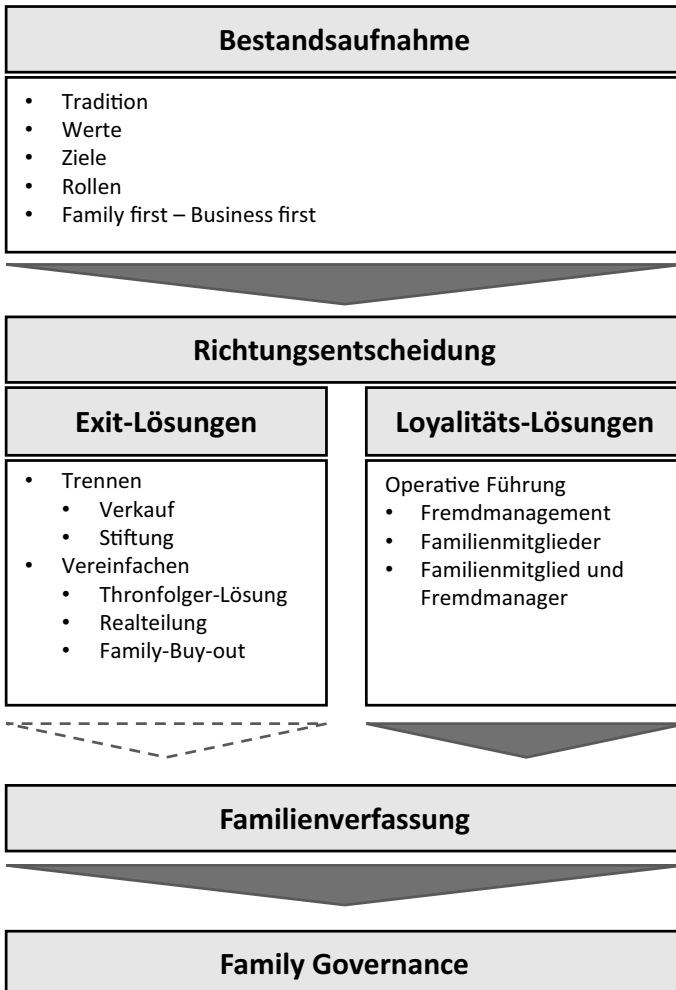 Bestandsaufnahme
• Tradition
• Werte
• Ziele
• Rollen
• Family first – Business first
Richtungsentscheidung
Exit-Lösungen
• Trennen
• Verkauf
• Stiftung
• Vereinfachen
• Thronfolger-Lösung
• Realteilung
• Family-Buy-out
Loyalitäts-Lösungen
Operative Führung
• Fremdmanagement
• Familienmitglieder
• Familienmitglied und
Fremdmanager
Familienverfassung
Family Governance